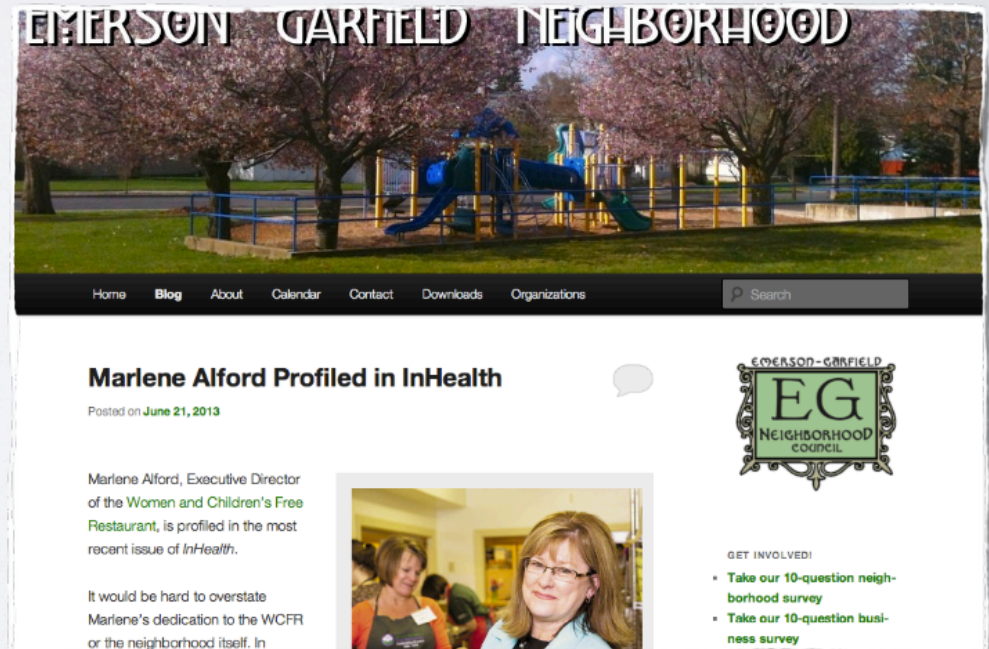 EMERSON GARFIELD NEIGHBORHOOD
Home Blog About Calendar Contact Downloads Organizations Search
Marlene Alford Profiled in InHealth
Posted on June 21, 2013
Marlene Alford, Executive Director
of the Women and Children's Free
Restaurant, is profiled in the most
recent issue of InHealth.
It would be hard to overstate
Marlene's dedication to the WCFR
or the neighborhood itself. In
EMERSON-GARFIELD
EG
NEIGHBORHOOD
COUNCIL
GET INVOLVED!
Take our 10-question neigh-
borhood survey
Take our 10-question busi-
ness survey